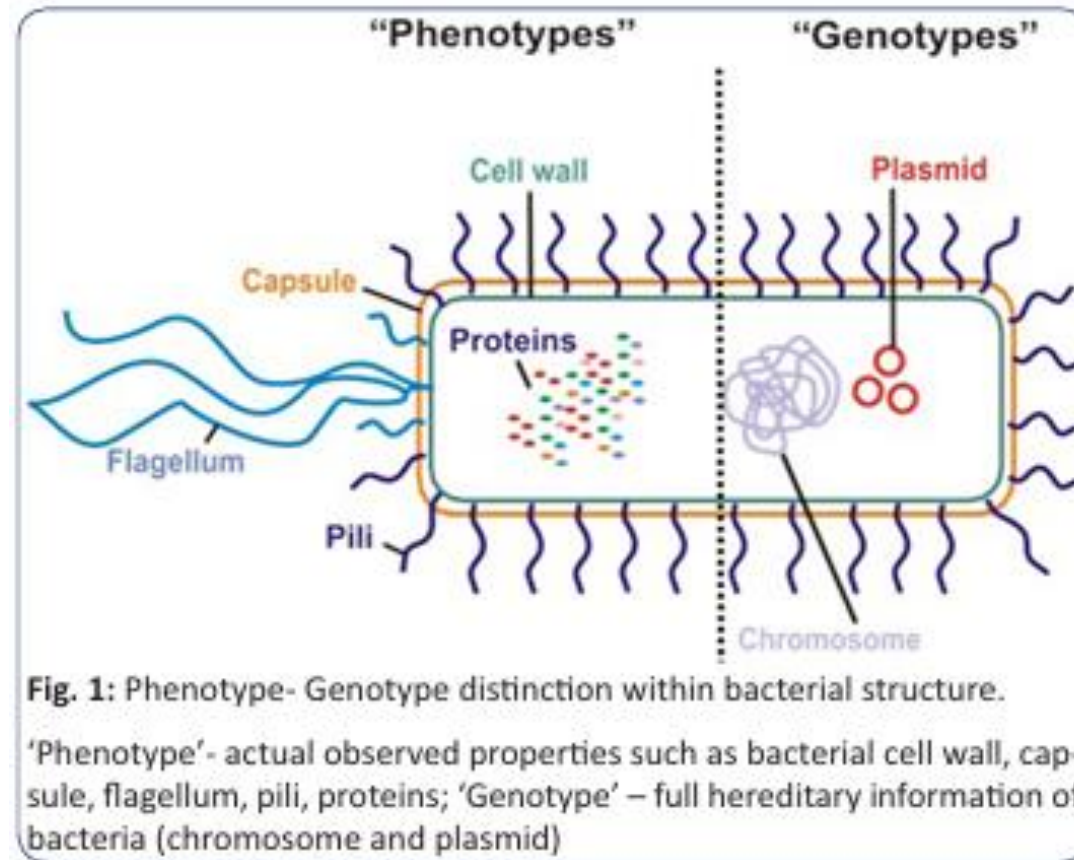 “Phenotypes” “Genotypes”
Cell wall
Plasmid
Capsule
Proteins
Flagellum
Pili
Chromosome
Fig. 1: Phenotype- Genotype distinction within bacterial structure.
‘Phenotype’- actual observed properties such as bacterial cell wall, cap-
sule, flagellum, pili, proteins; ‘Genotype’ – full hereditary information of
bacteria (chromosome and plasmid)